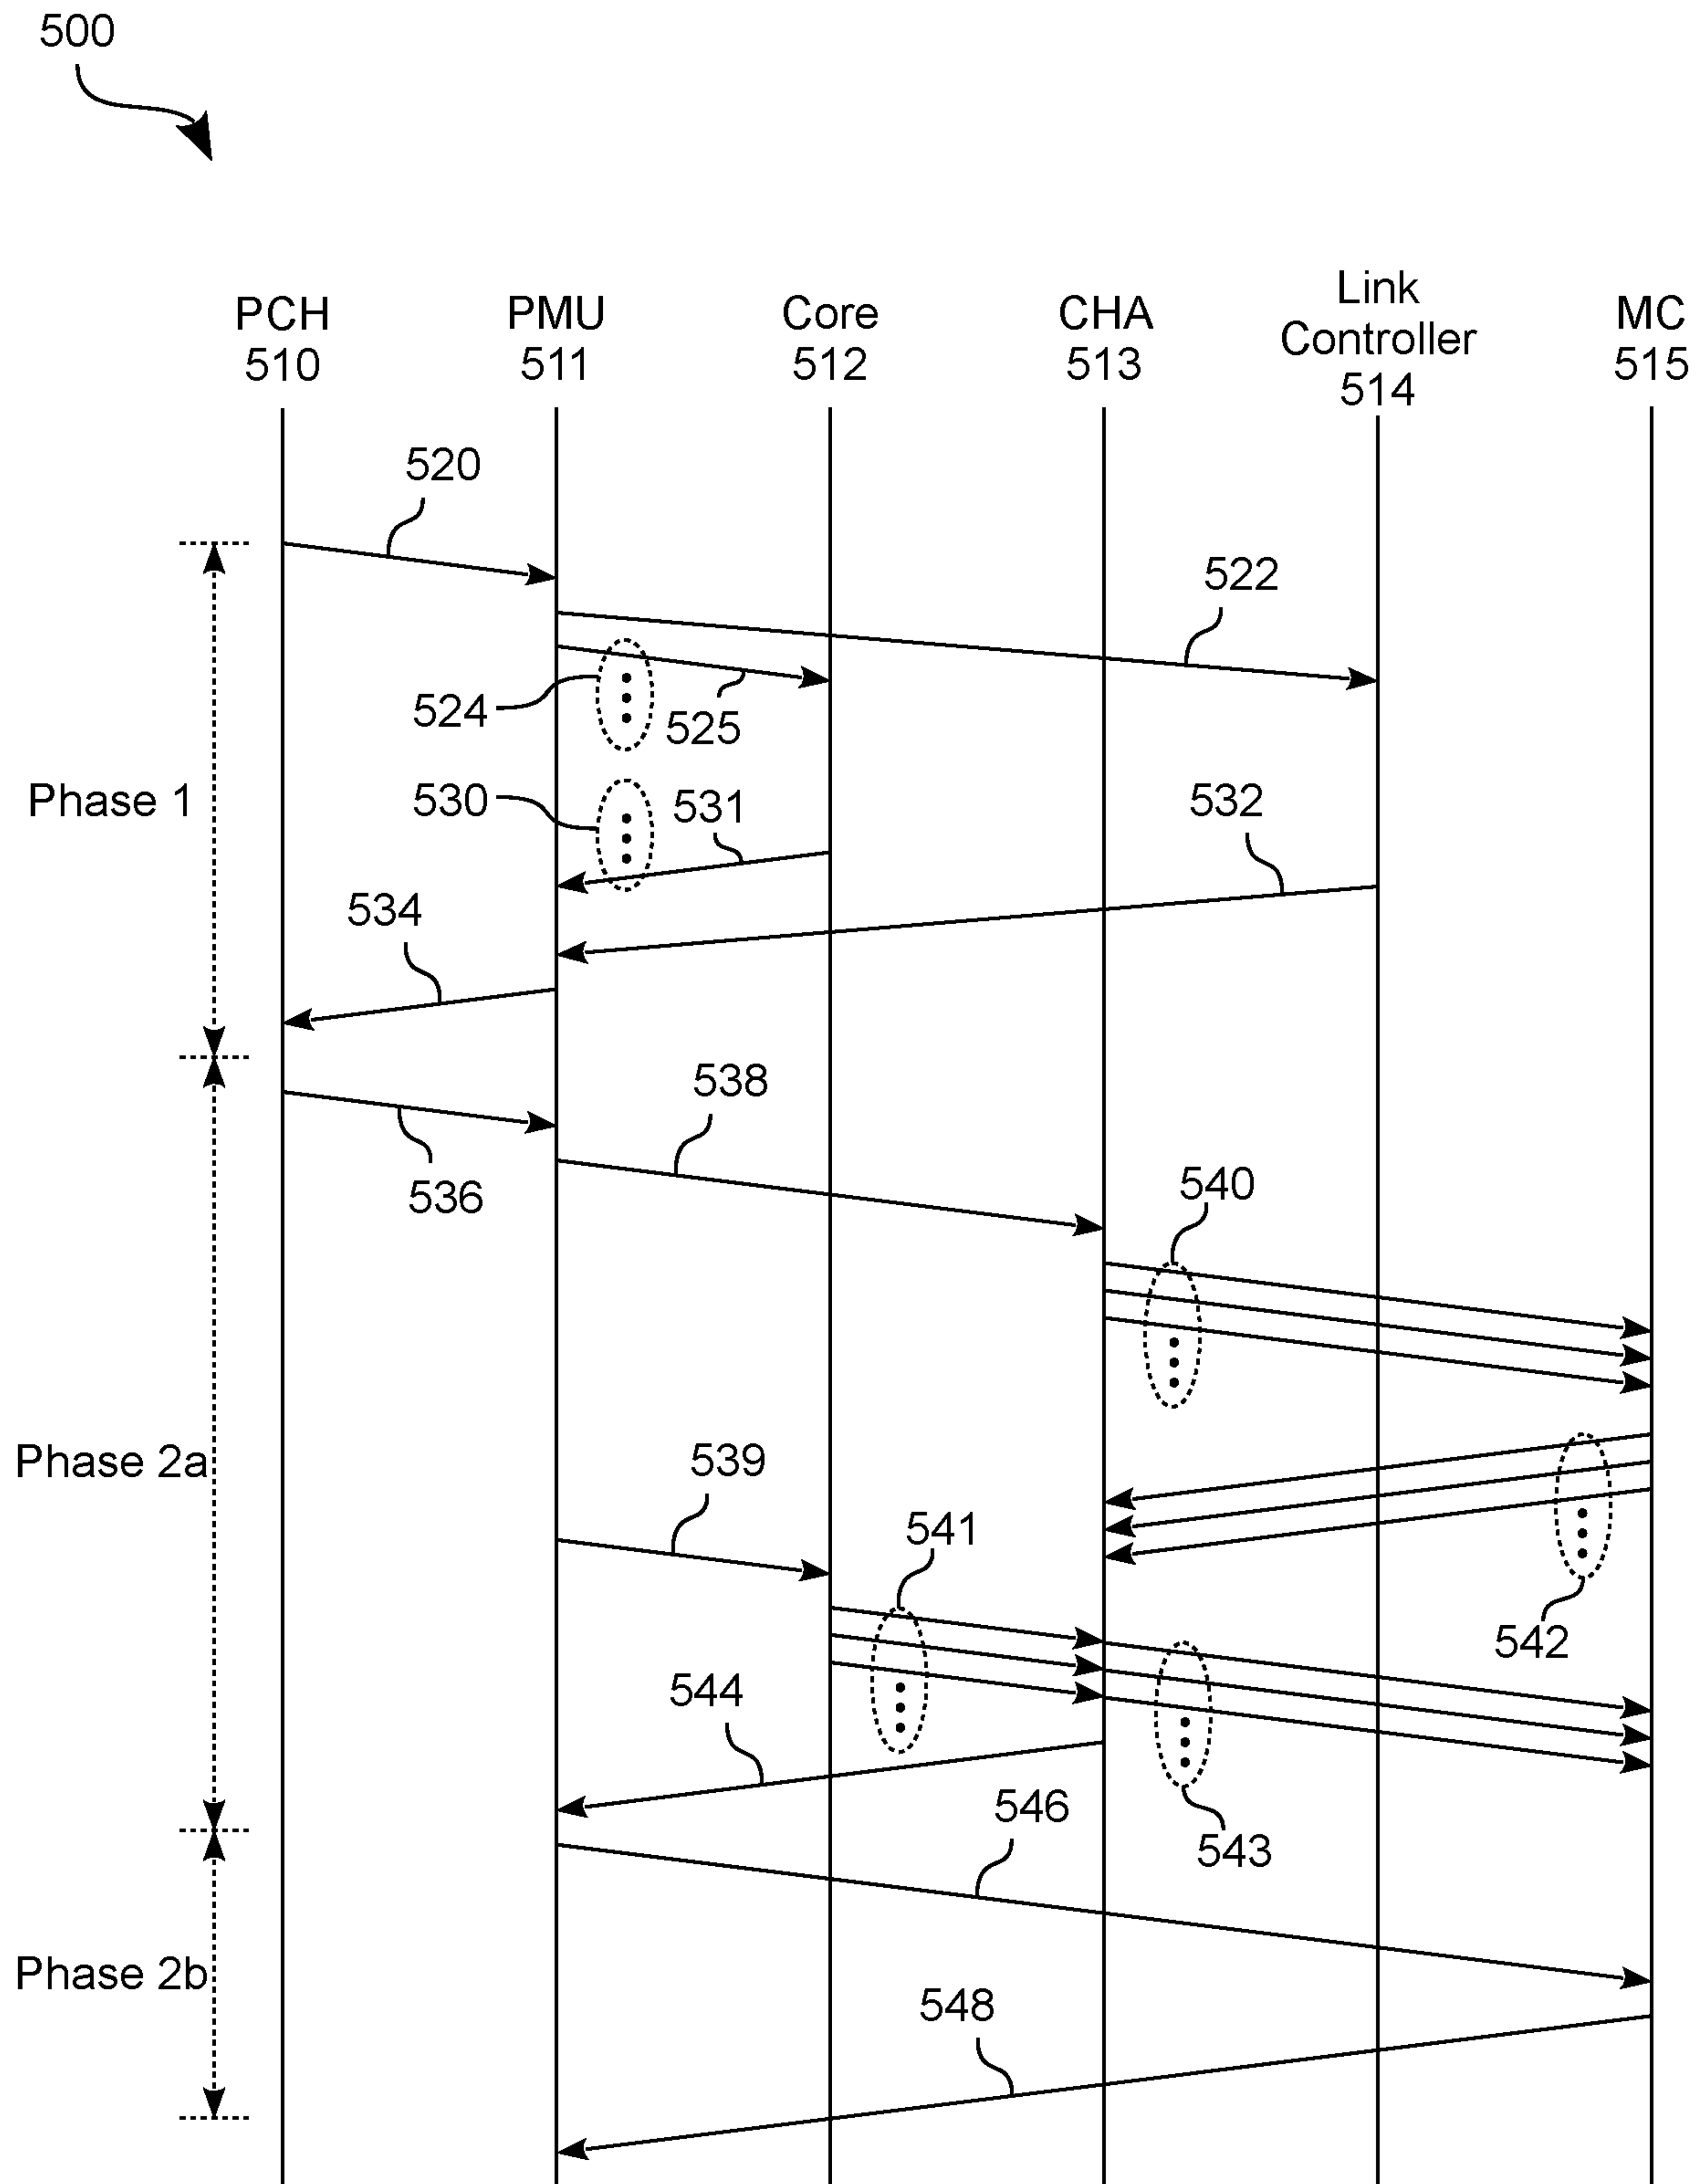 500
PCH
510
PMU
511
Core
512
CHA
513
Link
Controller
514
MC
515
520
522
524
525
Phase 1
530
531
532
534
538
536
540
Phase 2a
539
541
542
544
546
543
Phase 2b
548